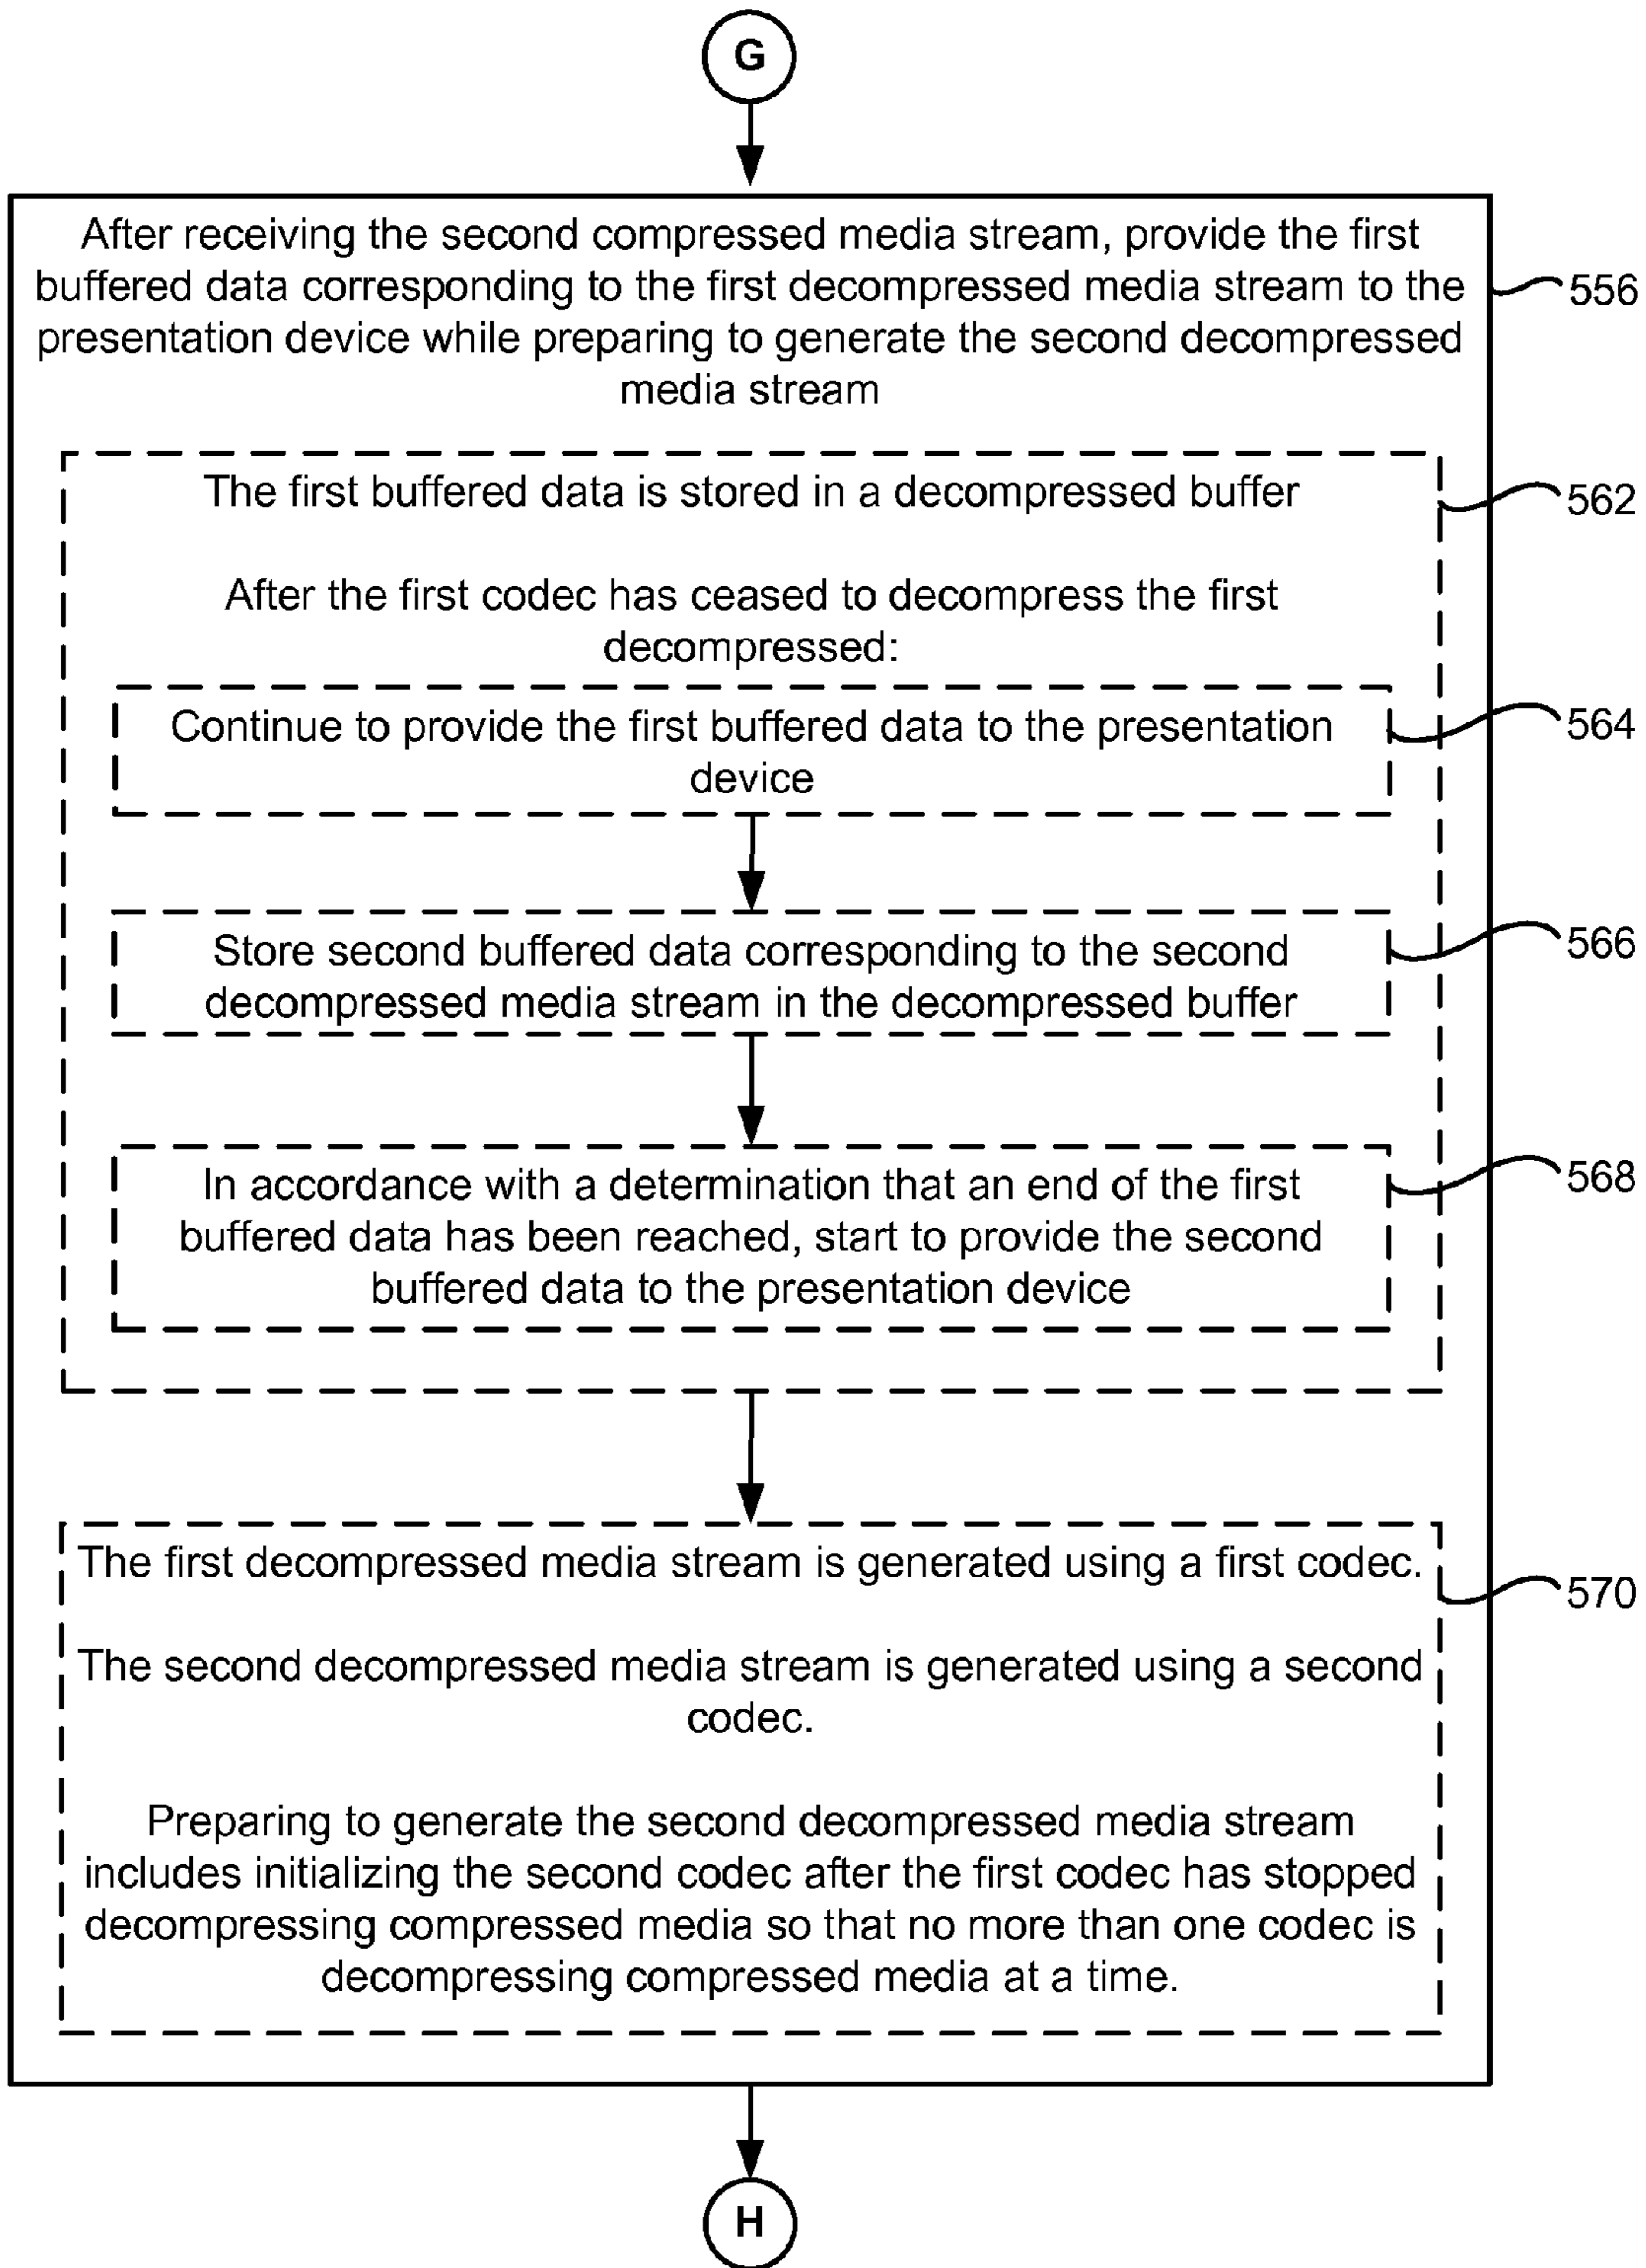 G
After receiving the second compressed media stream, provide the first
buffered data corresponding to the first decompressed media stream to the
presentation device while preparing to generate the second decompressed
media stream
556
The first buffered data is stored in a decompressed buffer
562
After the first codec has ceased to decompress the first
decompressed:
Continue to provide the first buffered data to the presentation
device
564
Store second buffered data corresponding to the second
decompressed media stream in the decompressed buffer
566
In accordance with a determination that an end of the first
buffered data has been reached, start to provide the second
buffered data to the presentation device
568
The first decompressed media stream is generated using a first codec.
570
The second decompressed media stream is generated using a second
codec.
Preparing to generate the second decompressed media stream
includes initializing the second codec after the first codec has stopped
decompressing compressed media so that no more than one codec is
decompressing compressed media at a time.
H